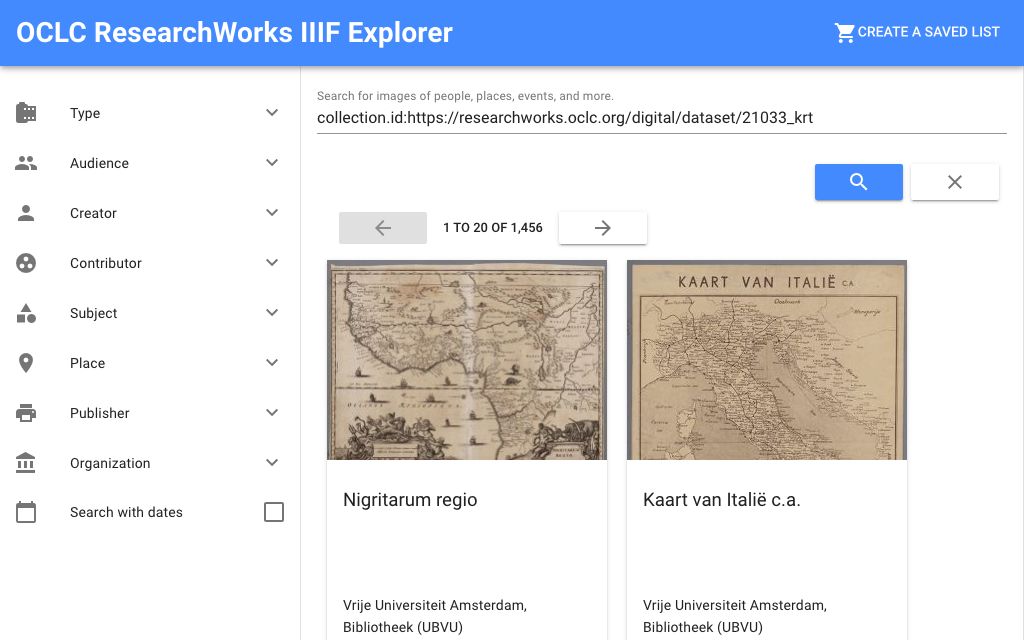 OCLC ResearchWorks IIIF Explorer
CREATE A SAVED LIST
Type
Audience
Creator
Contributor
Subject
Place
Publisher
Organization
Search with dates
Search for images of people, places, events, and more.
collection.id:https://researchworks.oclc.org/digital/dataset/21033_krt
1 TO 20 OF 1,456
KAART VAN ITALIË C.A.
Nigritarum regio
Vrije Universiteit Amsterdam,
Bibliotheek (UBVU)
Kaart van Italië c.a.
Vrije Universiteit Amsterdam,
Bibliotheek (UBVU)